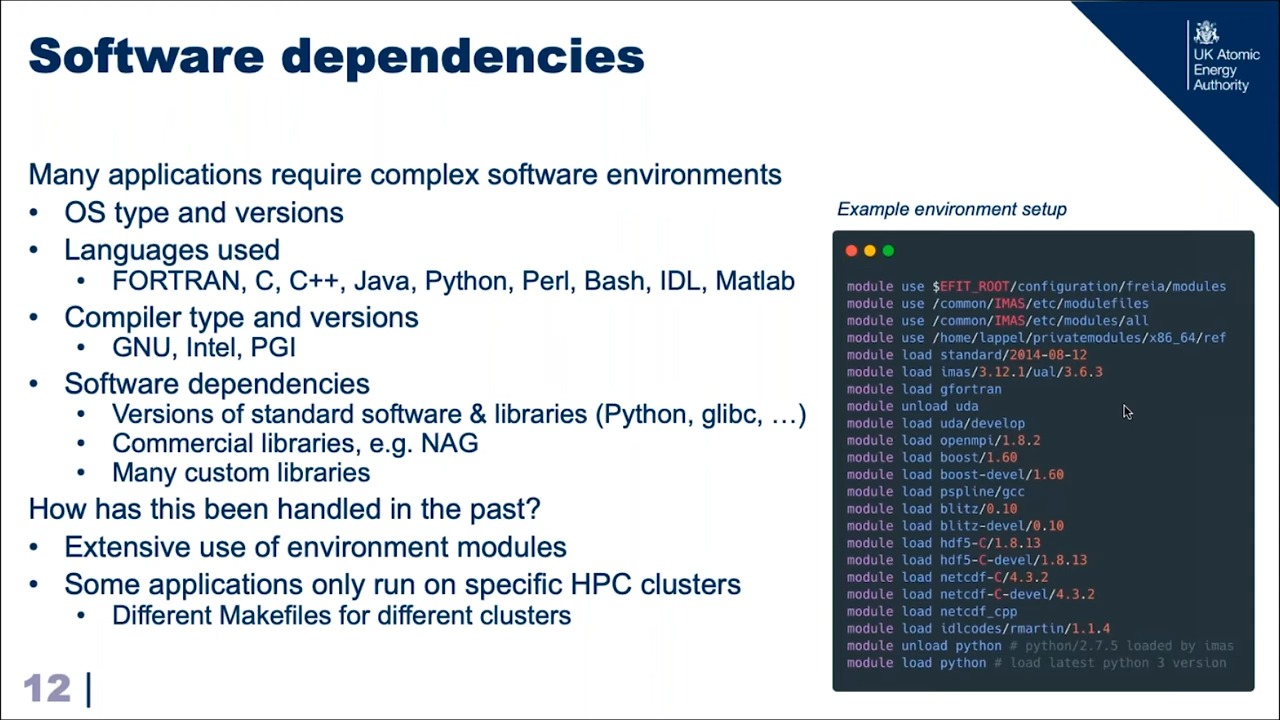 Software dependencies
UK Atomic
Energy
Authority
Many applications require complex software environments
• OS type and versions
• Languages used
• FORTRAN, C, C++, Java, Python, Perl, Bash, IDL, Matlab
• Compiler type and versions
• GNU, Intel, PGI
• Software dependencies
• Versions of standard software & libraries (Python, glibc, …)
• Commercial libraries, e.g. NAG
• Many custom libraries
How has this been handled in the past?
• Extensive use of environment modules
• Some applications only run on specific HPC clusters
• Different Makefiles for different clusters
Example environment setup
module use $EFIT_ROOT/configuration/freia/modules
module use /common/IMAS/etc/modulefiles
module use /common/IMAS/etc/modules/all
module use /home/lappel/privatemodules/x86_64/ref
module load standard/2014-08-12
module load imas/3.12.1/ual/3.6.3
module load gfortran
module unload uda
module load uda/develop
module load openmpi/1.8.2
module load boost/1.60
module load boost-devel/1.60
module load pspline/gcc
module load blitz/0.10
module load blitz-devel/0.10
module load hdf5-C/1.8.13
module load hdf5-C-devel/1.8.13
module load netcdf-C/4.3.2
module load netcdf-C-devel/4.3.2
module load netcdf_cpp
module load idlcodes/rmartin/1.1.4
module unload python # python/2.7.5 loaded by imas
module load python # load latest python 3 version
12 |